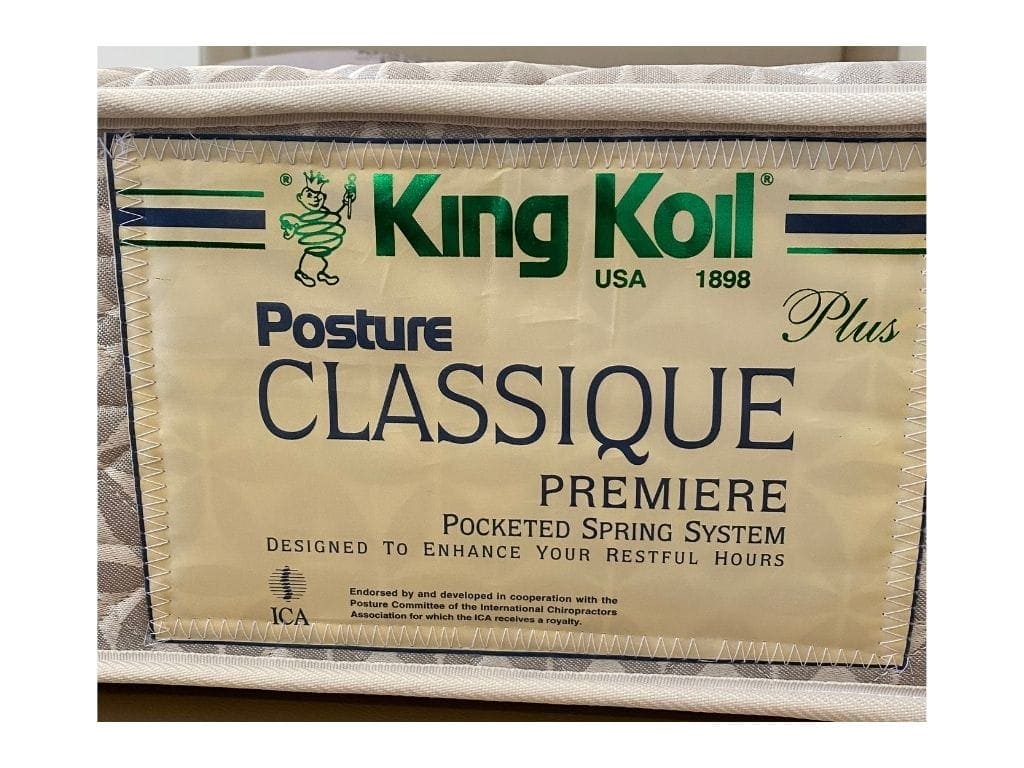 ® King Koil®
USA 1898
Plus
Posture
CLASSIQUE
PREMIERE
POCKETED SPRING SYSTEM
DESIGNED TO ENHANCE YOUR RESTFUL HOURS
ICA
Endorsed by and developed in cooperation with the
Posture Committee of the International Chiropractors
Association for which the ICA receives a royalty.